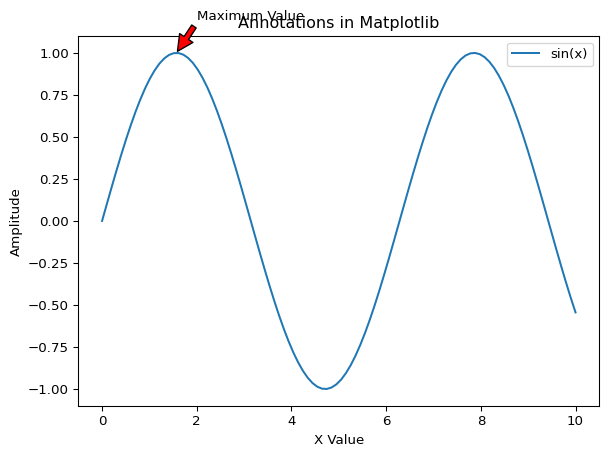 Maximum Value
Annotations in Matplotlib
sin(x)
1.00
0.75
0.50
0.25
0.00
−0.25
−0.50
−0.75
−1.00
Amplitude
0 2 4 6 8 10
X Value